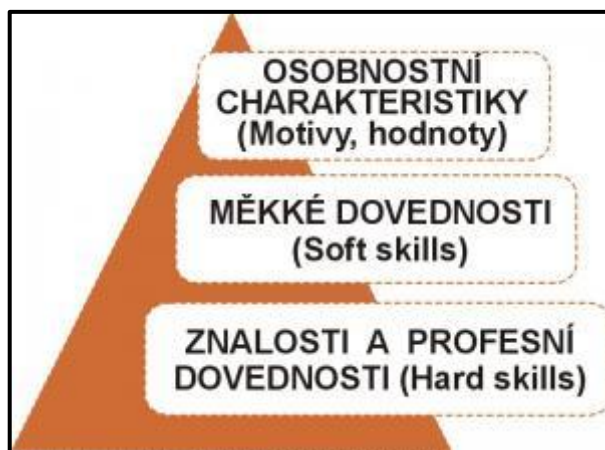 OSOBNOSTNÍ
CHARAKTERISTIKY
(Motivy, hodnoty)
MĚKKÉ DOVEDNOSTI
(Soft skills)
ZNALOSTI A PROFESNÍ
DOVEDNOSTI (Hard skills)